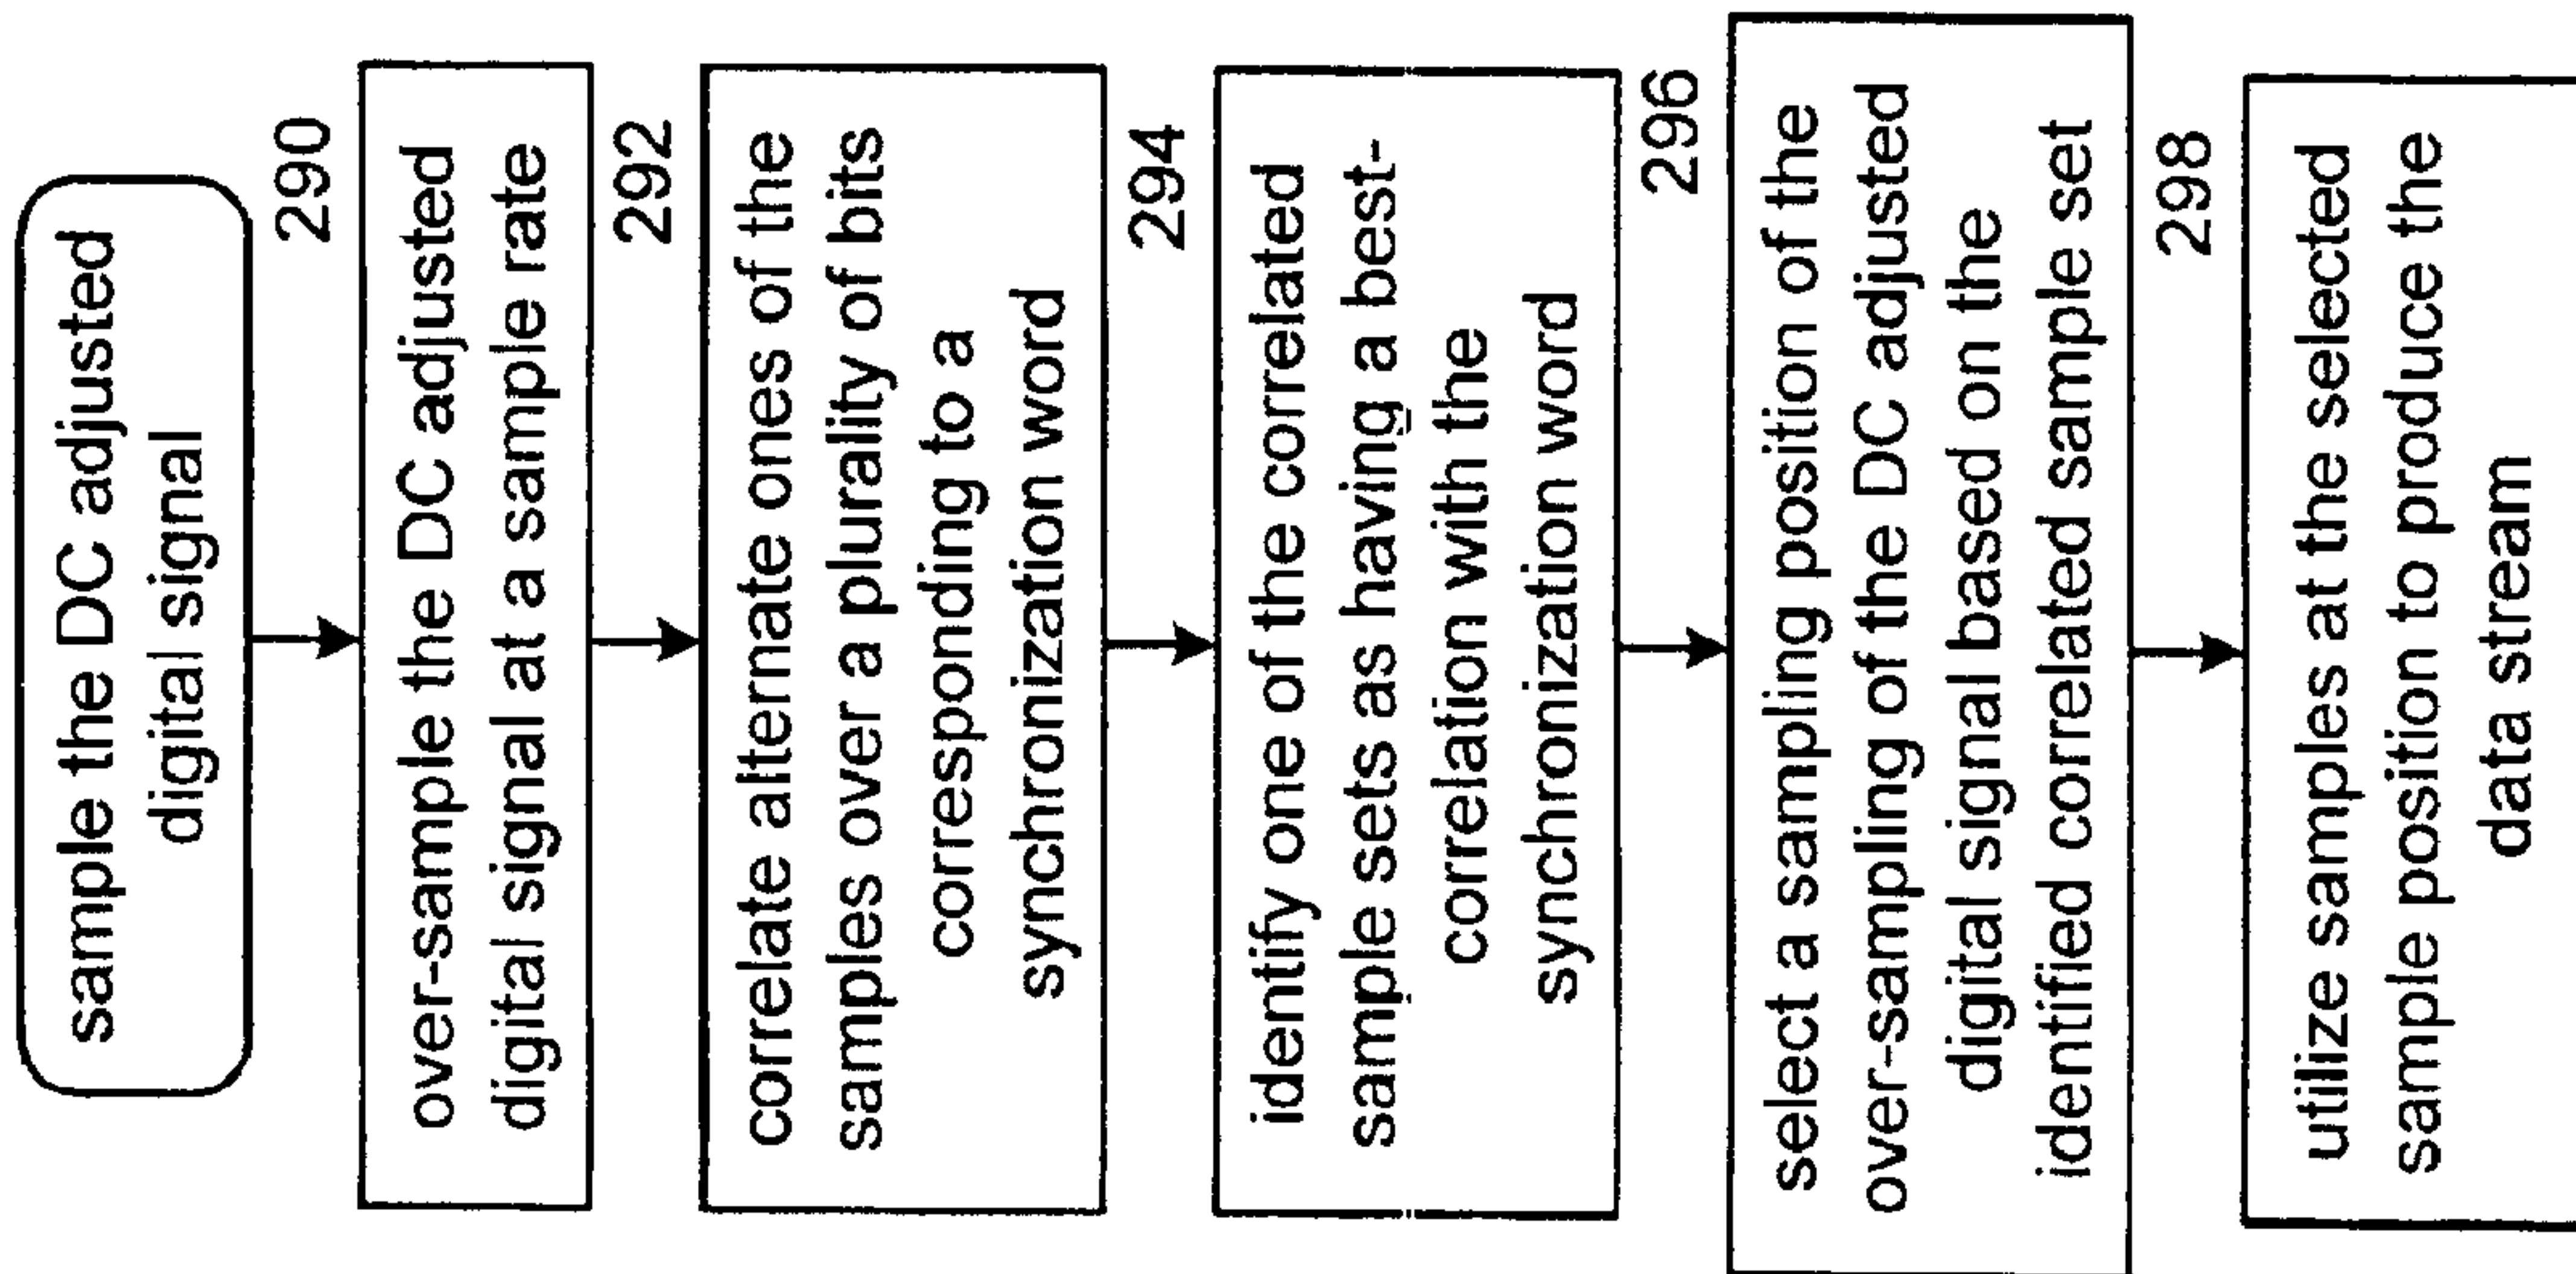 sample the DC adjusted
digital signal
290
over-sample the DC adjusted
digital signal at a sample rate
292
correlate alternate ones of the
samples over a plurality of bits
corresponding to a
synchronization word
294
identify one of the correlated
sample sets as having a best-
correlation with the
synchronization word
296
select a sampling position of the
over-sampling of the DC adjusted
digital signal based on the
identified correlated sample set
298
utilize samples at the selected
sample position to produce the
data stream